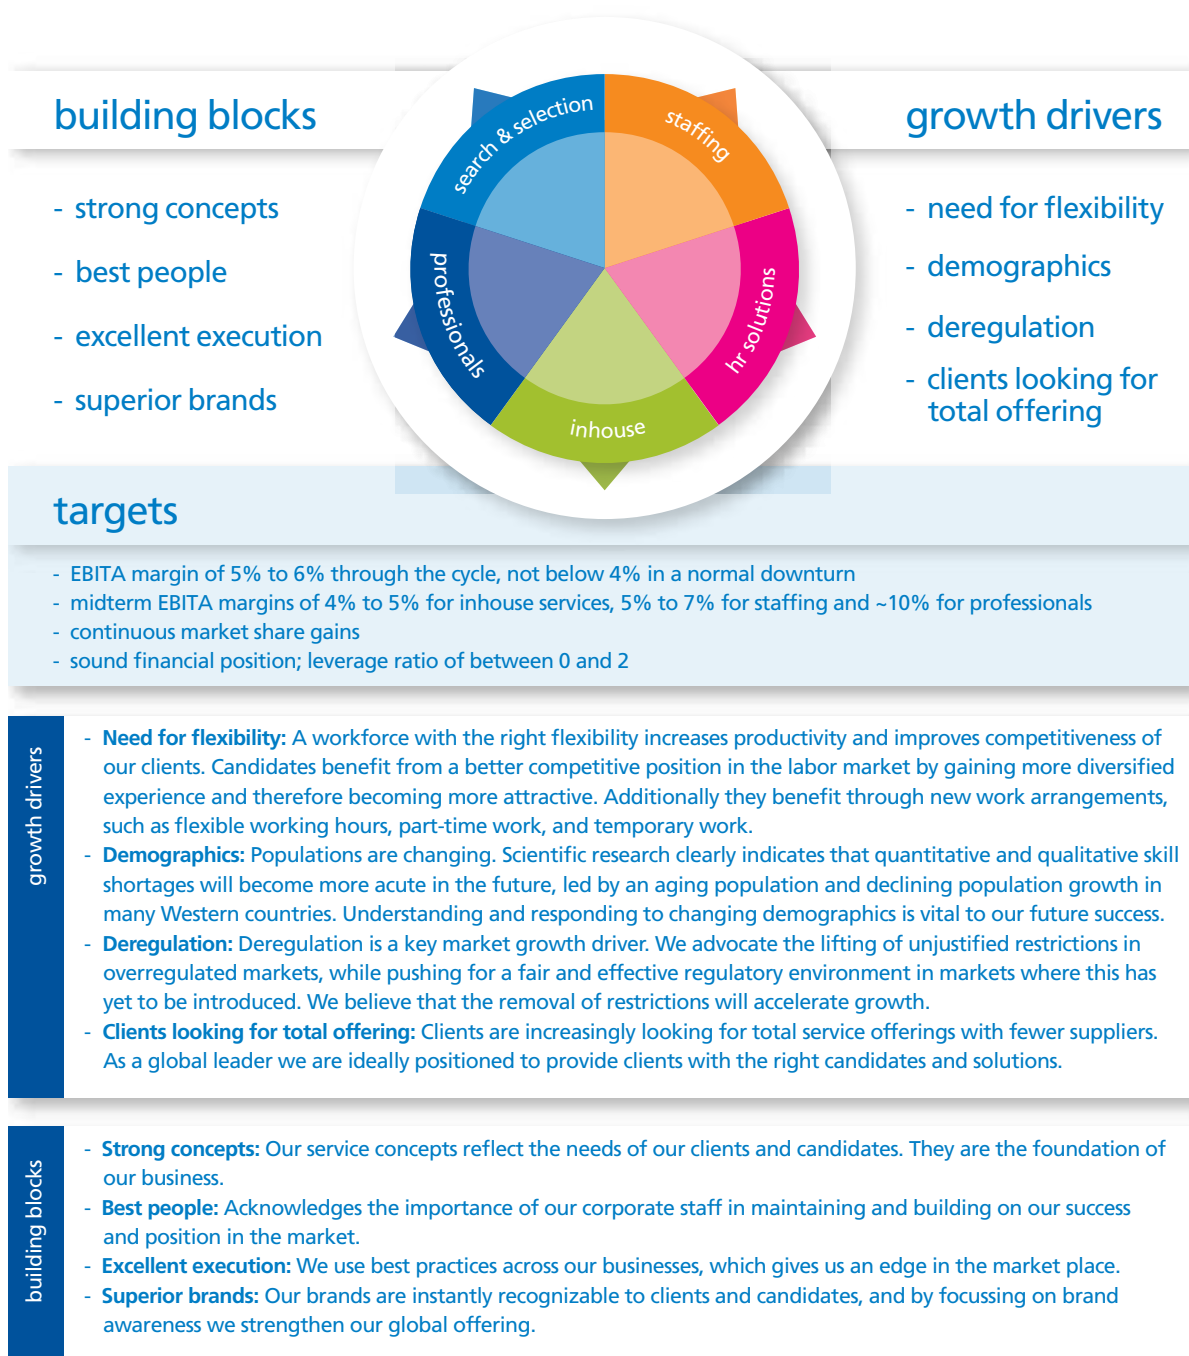 building blocks
- strong concepts
- best people
- excellent execution
- superior brands
search & selection
staffing
professionals
hr solutions
inhouse
growth drivers
- need for flexibility
- demographics
- deregulation
- clients looking for
total offering
targets
- EBITA margin of 5% to 6% through the cycle, not below 4% in a normal downturn
- midterm EBITA margins of 4% to 5% for inhouse services, 5% to 7% for staffing and ~10% for professionals
- continuous market share gains
- sound financial position; leverage ratio of between 0 and 2
growth drivers
- Need for flexibility: A workforce with the right flexibility increases productivity and improves competitiveness of
our clients. Candidates benefit from a better competitive position in the labor market by gaining more diversified
experience and therefore becoming more attractive. Additionally they benefit through new work arrangements,
such as flexible working hours, part-time work, and temporary work.
- Demographics: Populations are changing. Scientific research clearly indicates that quantitative and qualitative skill
shortages will become more acute in the future, led by an aging population and declining population growth in
many Western countries. Understanding and responding to changing demographics is vital to our future success.
- Deregulation: Deregulation is a key market growth driver. We advocate the lifting of unjustified restrictions in
overregulated markets, while pushing for a fair and effective regulatory environment in markets where this has
yet to be introduced. We believe that the removal of restrictions will accelerate growth.
- Clients looking for total offering: Clients are increasingly looking for total service offerings with fewer suppliers.
As a global leader we are ideally positioned to provide clients with the right candidates and solutions.
building blocks
- Strong concepts: Our service concepts reflect the needs of our clients and candidates. They are the foundation of
our business.
- Best people: Acknowledges the importance of our corporate staff in maintaining and building on our success
and position in the market.
- Excellent execution: We use best practices across our businesses, which gives us an edge in the market place.
- Superior brands: Our brands are instantly recognizable to clients and candidates, and by focussing on brand
awareness we strengthen our global offering.